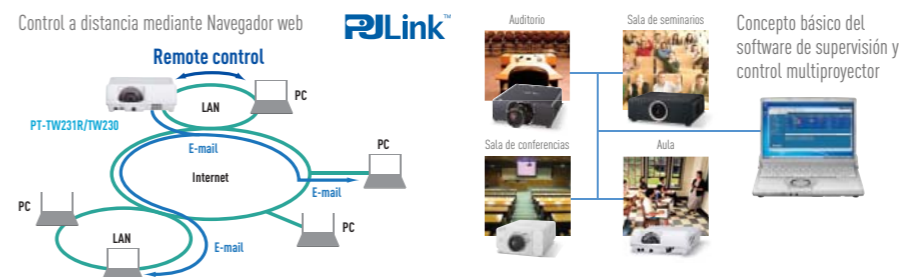 Control a distancia mediante Navegador web
PJLink™
Remote control
LAN
PC
PT-TW231R/TW230
E-mail
Internet
PC
E-mail
PC
PC
LAN
E-mail
Auditorio
Sala de seminarios
Sala de conferencias
Aula
Concepto básico del
software de supervisión y
control multiproyector